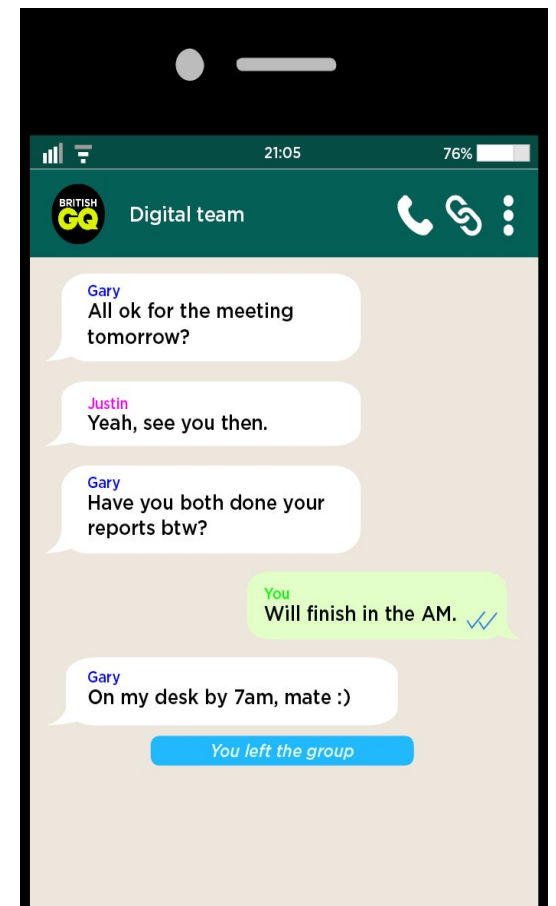 21:05
76%
BRITISH
GQ
Digital team
Gary
All ok for the meeting
tomorrow?
Justin
Yeah, see you then.
Gary
Have you both done your
reports btw?
You
Will finish in the AM.
Gary
On my desk by 7am, mate :)
You left the group